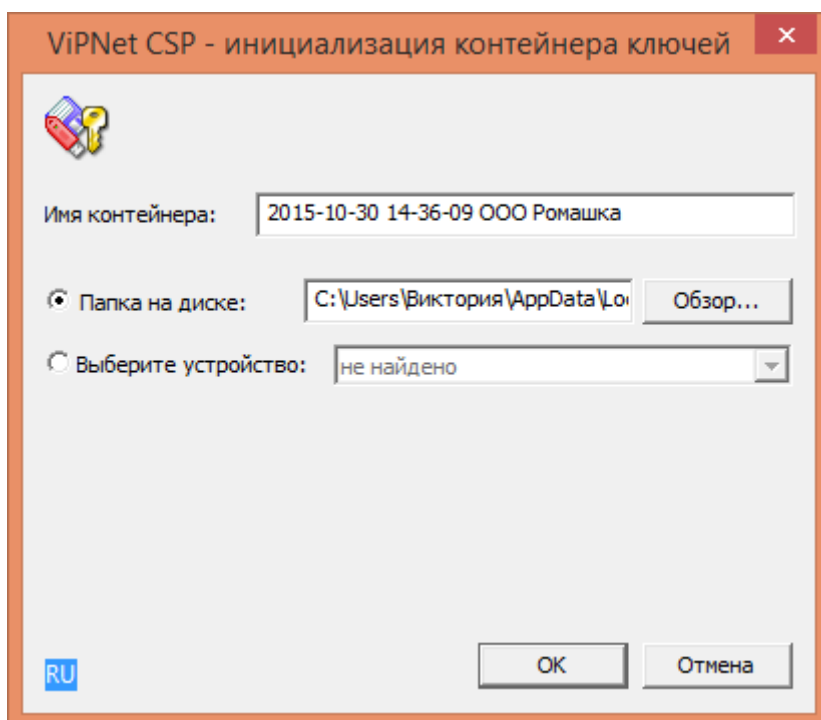 ViPNet CSP - инициализация контейнера ключей
Имя контейнера: 2015-10-30 14-36-09 ООО Ромашка
Папка на диске: C:\Users\Виктория\AppData\Lo Обзор...
Выберите устройство: не найдено
RU OK Отмена